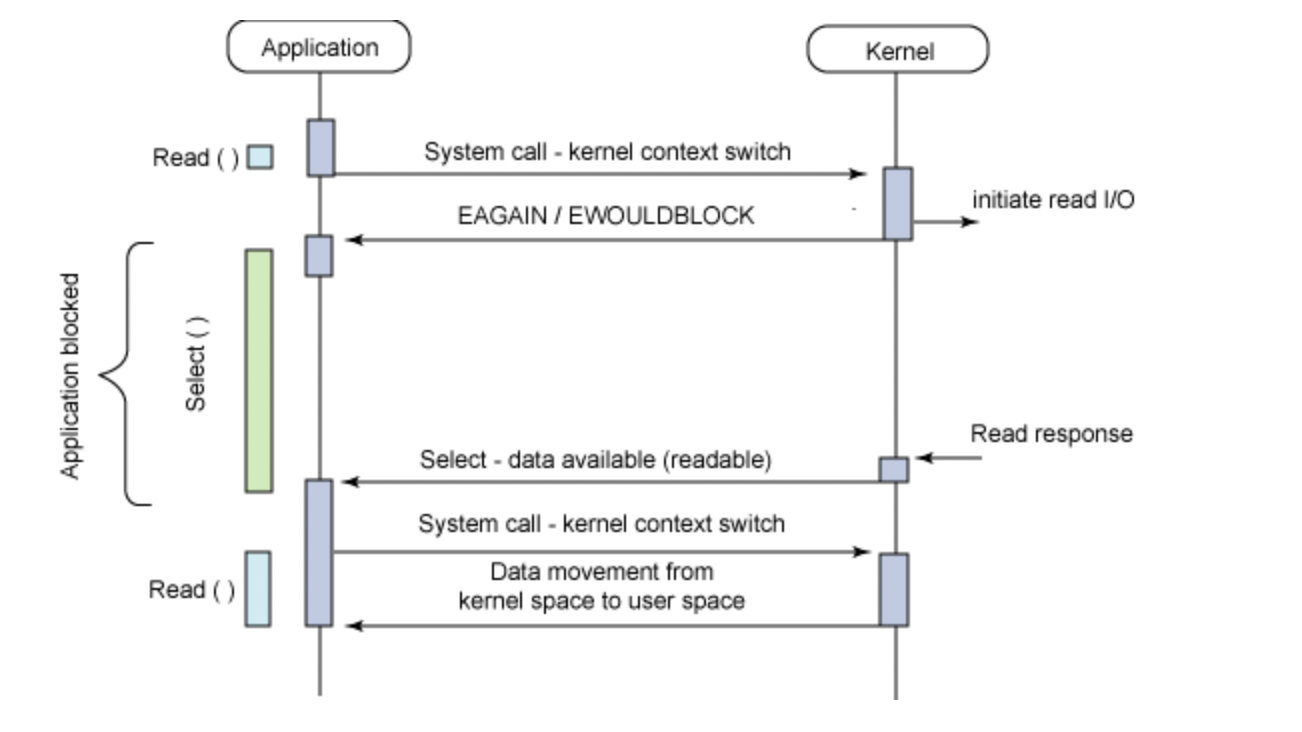 Application
Kernel
Read ( )
System call - kernel context switch
initiate read I/O
EAGAIN / EWOULDBLOCK
Application blocked
Select ( )
Read response
Select - data available (readable)
System call - kernel context switch
Read ( )
Data movement from
kernel space to user space